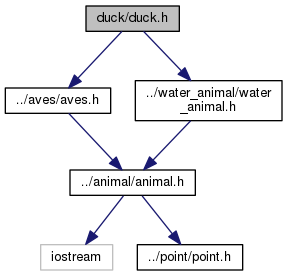 duck/duck.h
../aves/aves.h
../water_animal/water
_animal.h
../animal/animal.h
iostream
../point/point.h